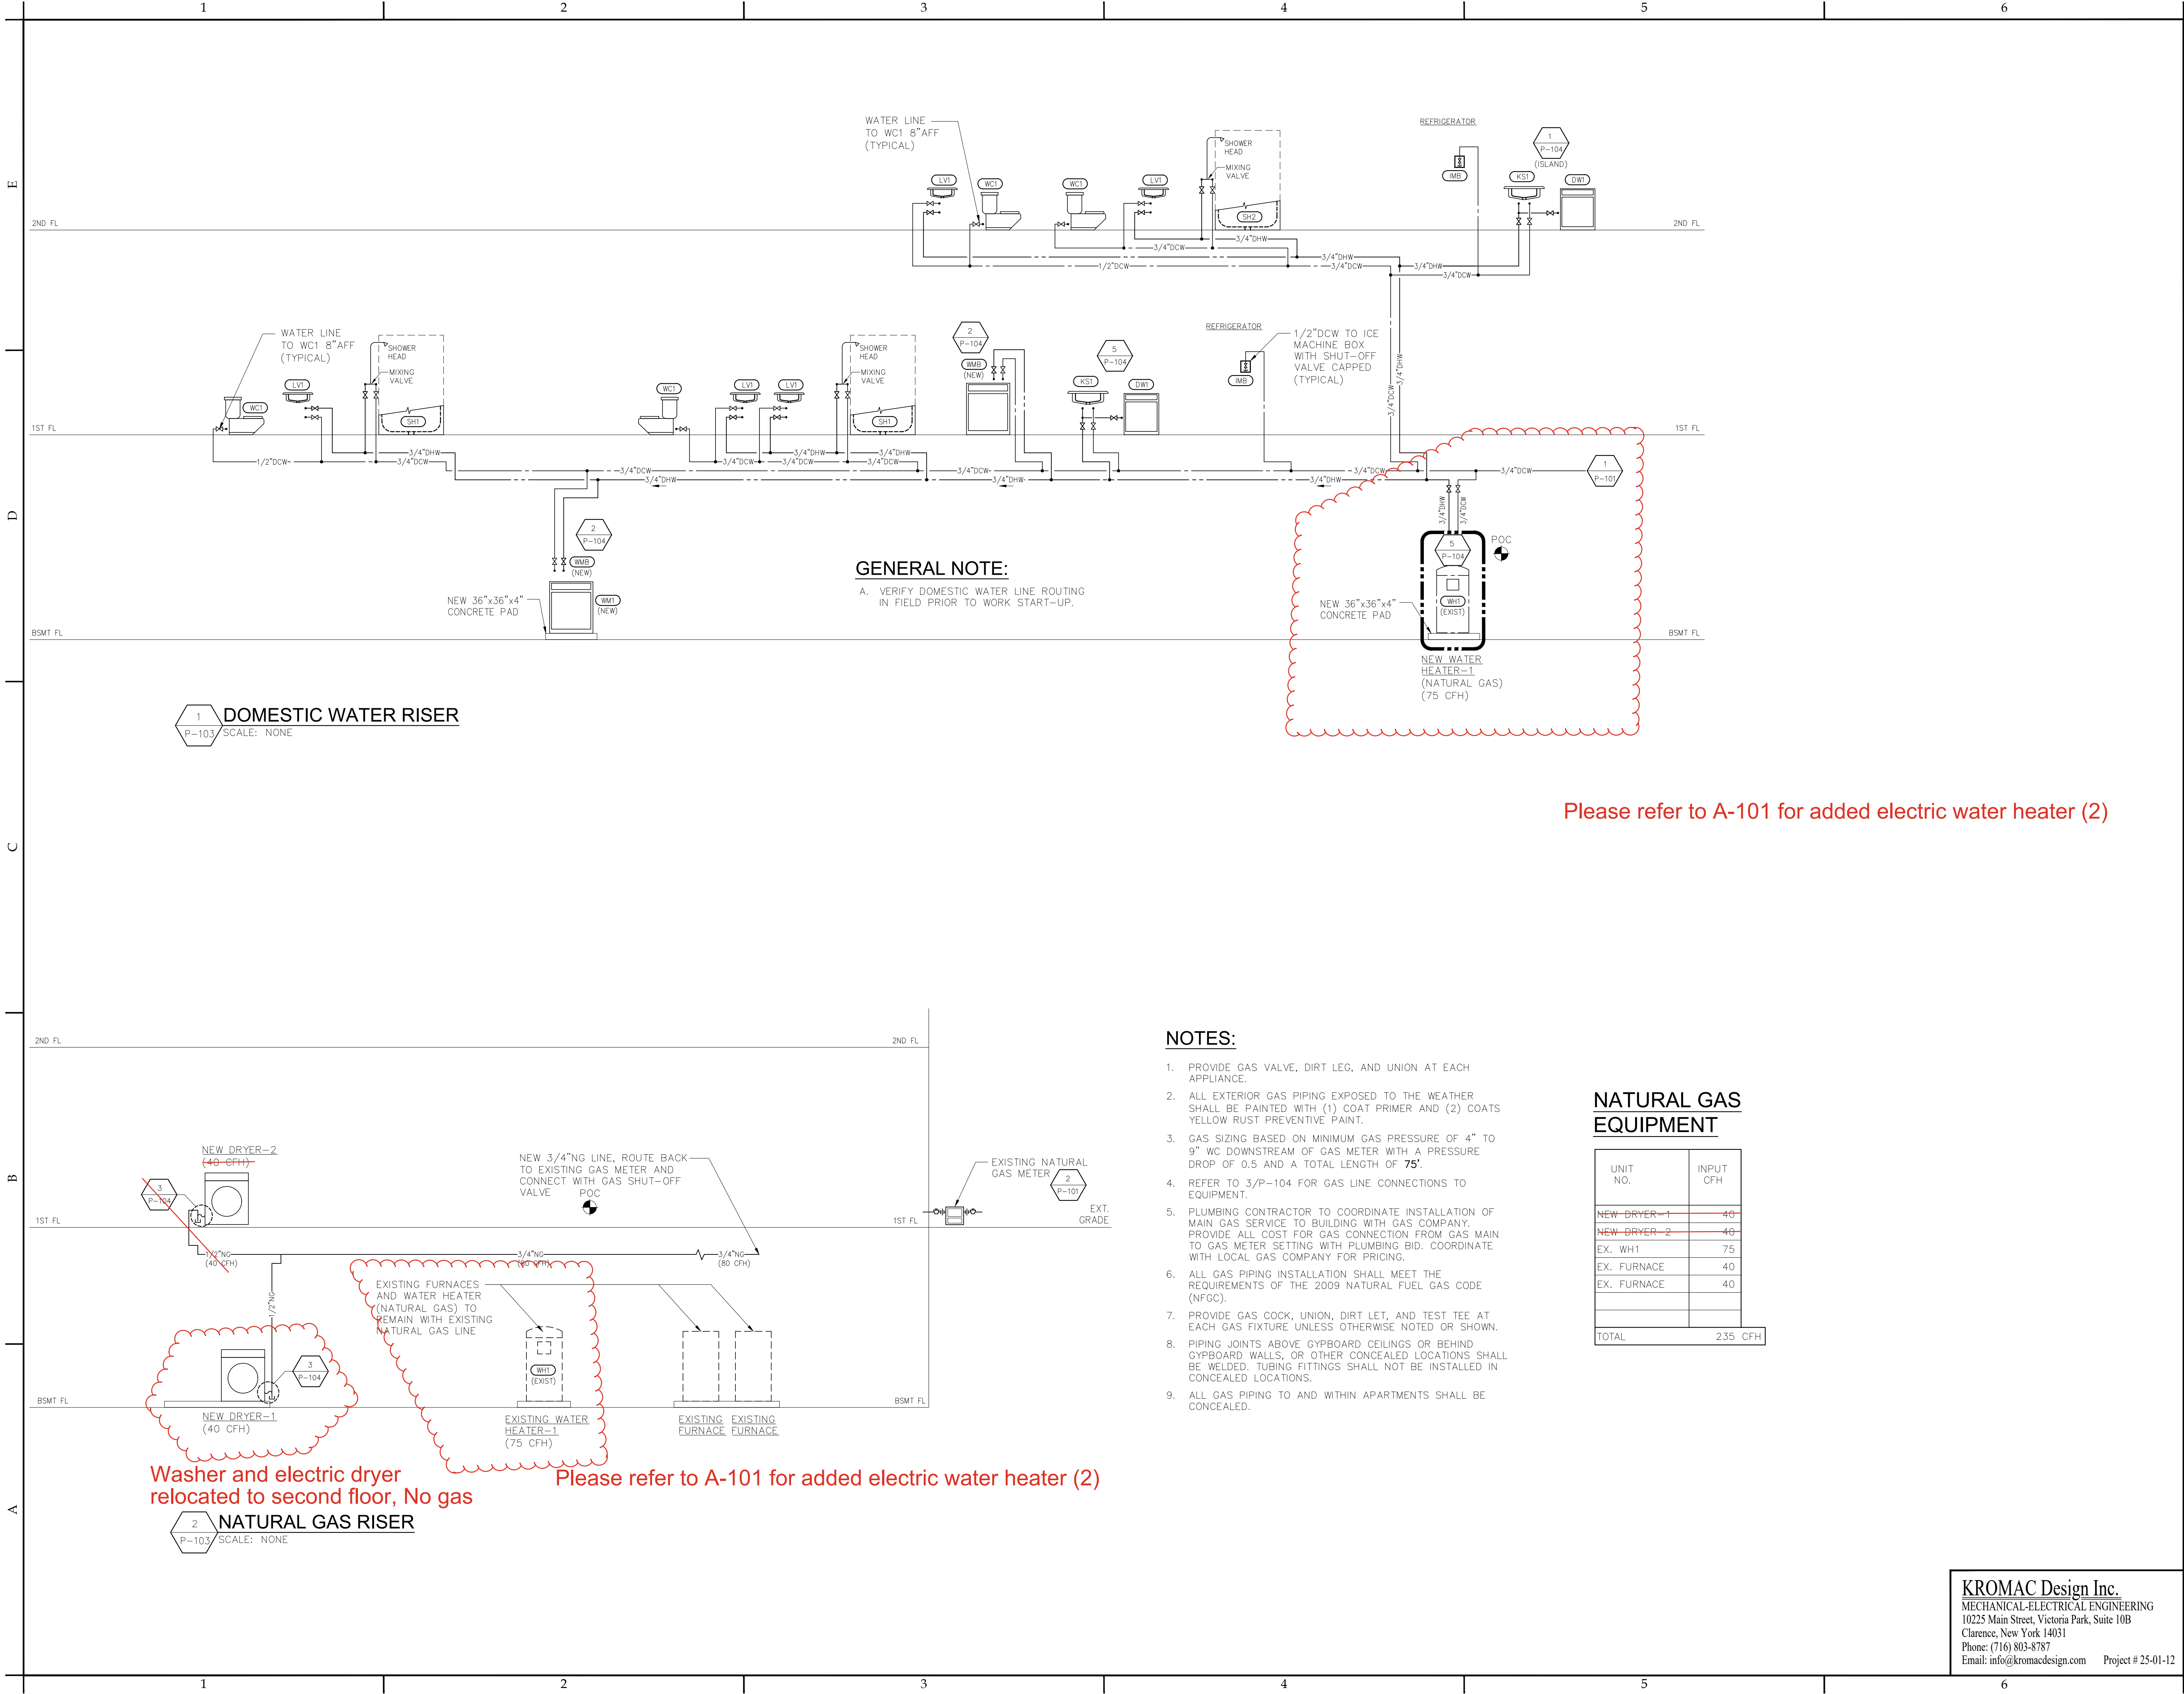 1 2 3 4 5 6
E
WATER LINE
TO WC1 8"AFF
(TYPICAL)
LV1
WC1
WC1
LV1
SHOWER
HEAD
MIXING
VALVE
SH2
REFRIGERATOR
IMB
1
P-104
(ISLAND)
KS1
DW1
2ND FL
2ND FL
3/4"DHW
3/4"DCW
3/4"DHW
1/2"DCW
3/4"DCW
3/4"DHW
3/4"DCW
WATER LINE
TO WC1 8"AFF
(TYPICAL)
WC1
LV1
SHOWER
HEAD
MIXING
VALVE
SH1
WC1
LV1
LV1
SHOWER
HEAD
MIXING
VALVE
SH1
2
P-104
WMB
(NEW)
5
P-104
KS1
DW1
REFRIGERATOR
IMB
1/2"DCW TO ICE
MACHINE BOX
WITH SHUT-OFF
VALVE CAPPED
(TYPICAL)
3/4"DCW
3/4"DHW
1ST FL
1ST FL
3/4"DHW
1/2"DCW
3/4"DCW
3/4"DHW
3/4"DHW
3/4"DCW
3/4"DCW
3/4"DCW
3/4"DCW
3/4"DCW
3/4"DCW
3/4"DCW
3/4"DHW
3/4"DHW
3/4"DHW
1
P-101
D
3/4"DHW
3/4"DCW
2
P-104
WMB
(NEW)
NEW 36"x36"x4"
CONCRETE PAD
WM1
(NEW)
GENERAL NOTE:
A. VERIFY DOMESTIC WATER LINE ROUTING
IN FIELD PRIOR TO WORK START-UP.
5
P-104
POC
WH1
(EXIST)
NEW 36"x36"x4"
CONCRETE PAD
BSMT FL
BSMT FL
NEW WATER
HEATER-1
(NATURAL GAS)
(75 CFH)
1
P-103
DOMESTIC WATER RISER
SCALE: NONE
Please refer to A-101 for added electric water heater (2)
C
2ND FL
2ND FL
NEW DRYER-2
(40 CFH)
3
P-104
NEW 3/4"NG LINE, ROUTE BACK
TO EXISTING GAS METER AND
CONNECT WITH GAS SHUT-OFF
VALVE POC
EXISTING NATURAL
GAS METER
2
P-101
EXT.
GRADE
1ST FL
1ST FL
1/2"NG
(40 CFH)
3/4"NG
(80 CFH)
3/4"NG
(80 CFH)
1/2"NG
EXISTING FURNACES
AND WATER HEATER
(NATURAL GAS) TO
REMAIN WITH EXISTING
NATURAL GAS LINE
3
P-104
WH1
(EXIST)
BSMT FL
BSMT FL
NEW DRYER-1
(40 CFH)
EXISTING WATER
HEATER-1
(75 CFH)
EXISTING
FURNACE
EXISTING
FURNACE
Washer and electric dryer
relocated to second floor, No gas
Please refer to A-101 for added electric water heater (2)
2
P-103
NATURAL GAS RISER
SCALE: NONE
B
NOTES:
1. PROVIDE GAS VALVE, DIRT LEG, AND UNION AT EACH
APPLIANCE.
2. ALL EXTERIOR GAS PIPING EXPOSED TO THE WEATHER
SHALL BE PAINTED WITH (1) COAT PRIMER AND (2) COATS
YELLOW RUST PREVENTIVE PAINT.
3. GAS SIZING BASED ON MINIMUM GAS PRESSURE OF 4" TO
9" WC DOWNSTREAM OF GAS METER WITH A PRESSURE
DROP OF 0.5 AND A TOTAL LENGTH OF 75'.
4. REFER TO 3/P-104 FOR GAS LINE CONNECTIONS TO
EQUIPMENT.
5. PLUMBING CONTRACTOR TO COORDINATE INSTALLATION OF
MAIN GAS SERVICE TO BUILDING WITH GAS COMPANY.
PROVIDE ALL COST FOR GAS CONNECTION FROM GAS MAIN
TO GAS METER SETTING WITH PLUMBING BID. COORDINATE
WITH LOCAL GAS COMPANY FOR PRICING.
6. ALL GAS PIPING INSTALLATION SHALL MEET THE
REQUIREMENTS OF THE 2009 NATURAL FUEL GAS CODE
(NFGC).
7. PROVIDE GAS COCK, UNION, DIRT LET, AND TEST TEE AT
EACH GAS FIXTURE UNLESS OTHERWISE NOTED OR SHOWN.
8. PIPING JOINTS ABOVE GYPBOARD CEILINGS OR BEHIND
GYPBOARD WALLS, OR OTHER CONCEALED LOCATIONS SHALL
BE WELDED. TUBING FITTINGS SHALL NOT BE INSTALLED IN
CONCEALED LOCATIONS.
9. ALL GAS PIPING TO AND WITHIN APARTMENTS SHALL BE
CONCEALED.
NATURAL GAS
EQUIPMENT
UNIT NO. INPUT CFH
NEW DRYER-1 40
NEW DRYER-2 40
EX. WH1 75
EX. FURNACE 40
EX. FURNACE 40
TOTAL 235 CFH
A
KROMAC Design Inc.
MECHANICAL-ELECTRICAL ENGINEERING
10225 Main Street, Victoria Park, Suite 10B
Clarence, New York 14031
Phone: (716) 803-8787
Email: info@kromacdesign.com Project # 25-01-12
1 2 3 4 5 6